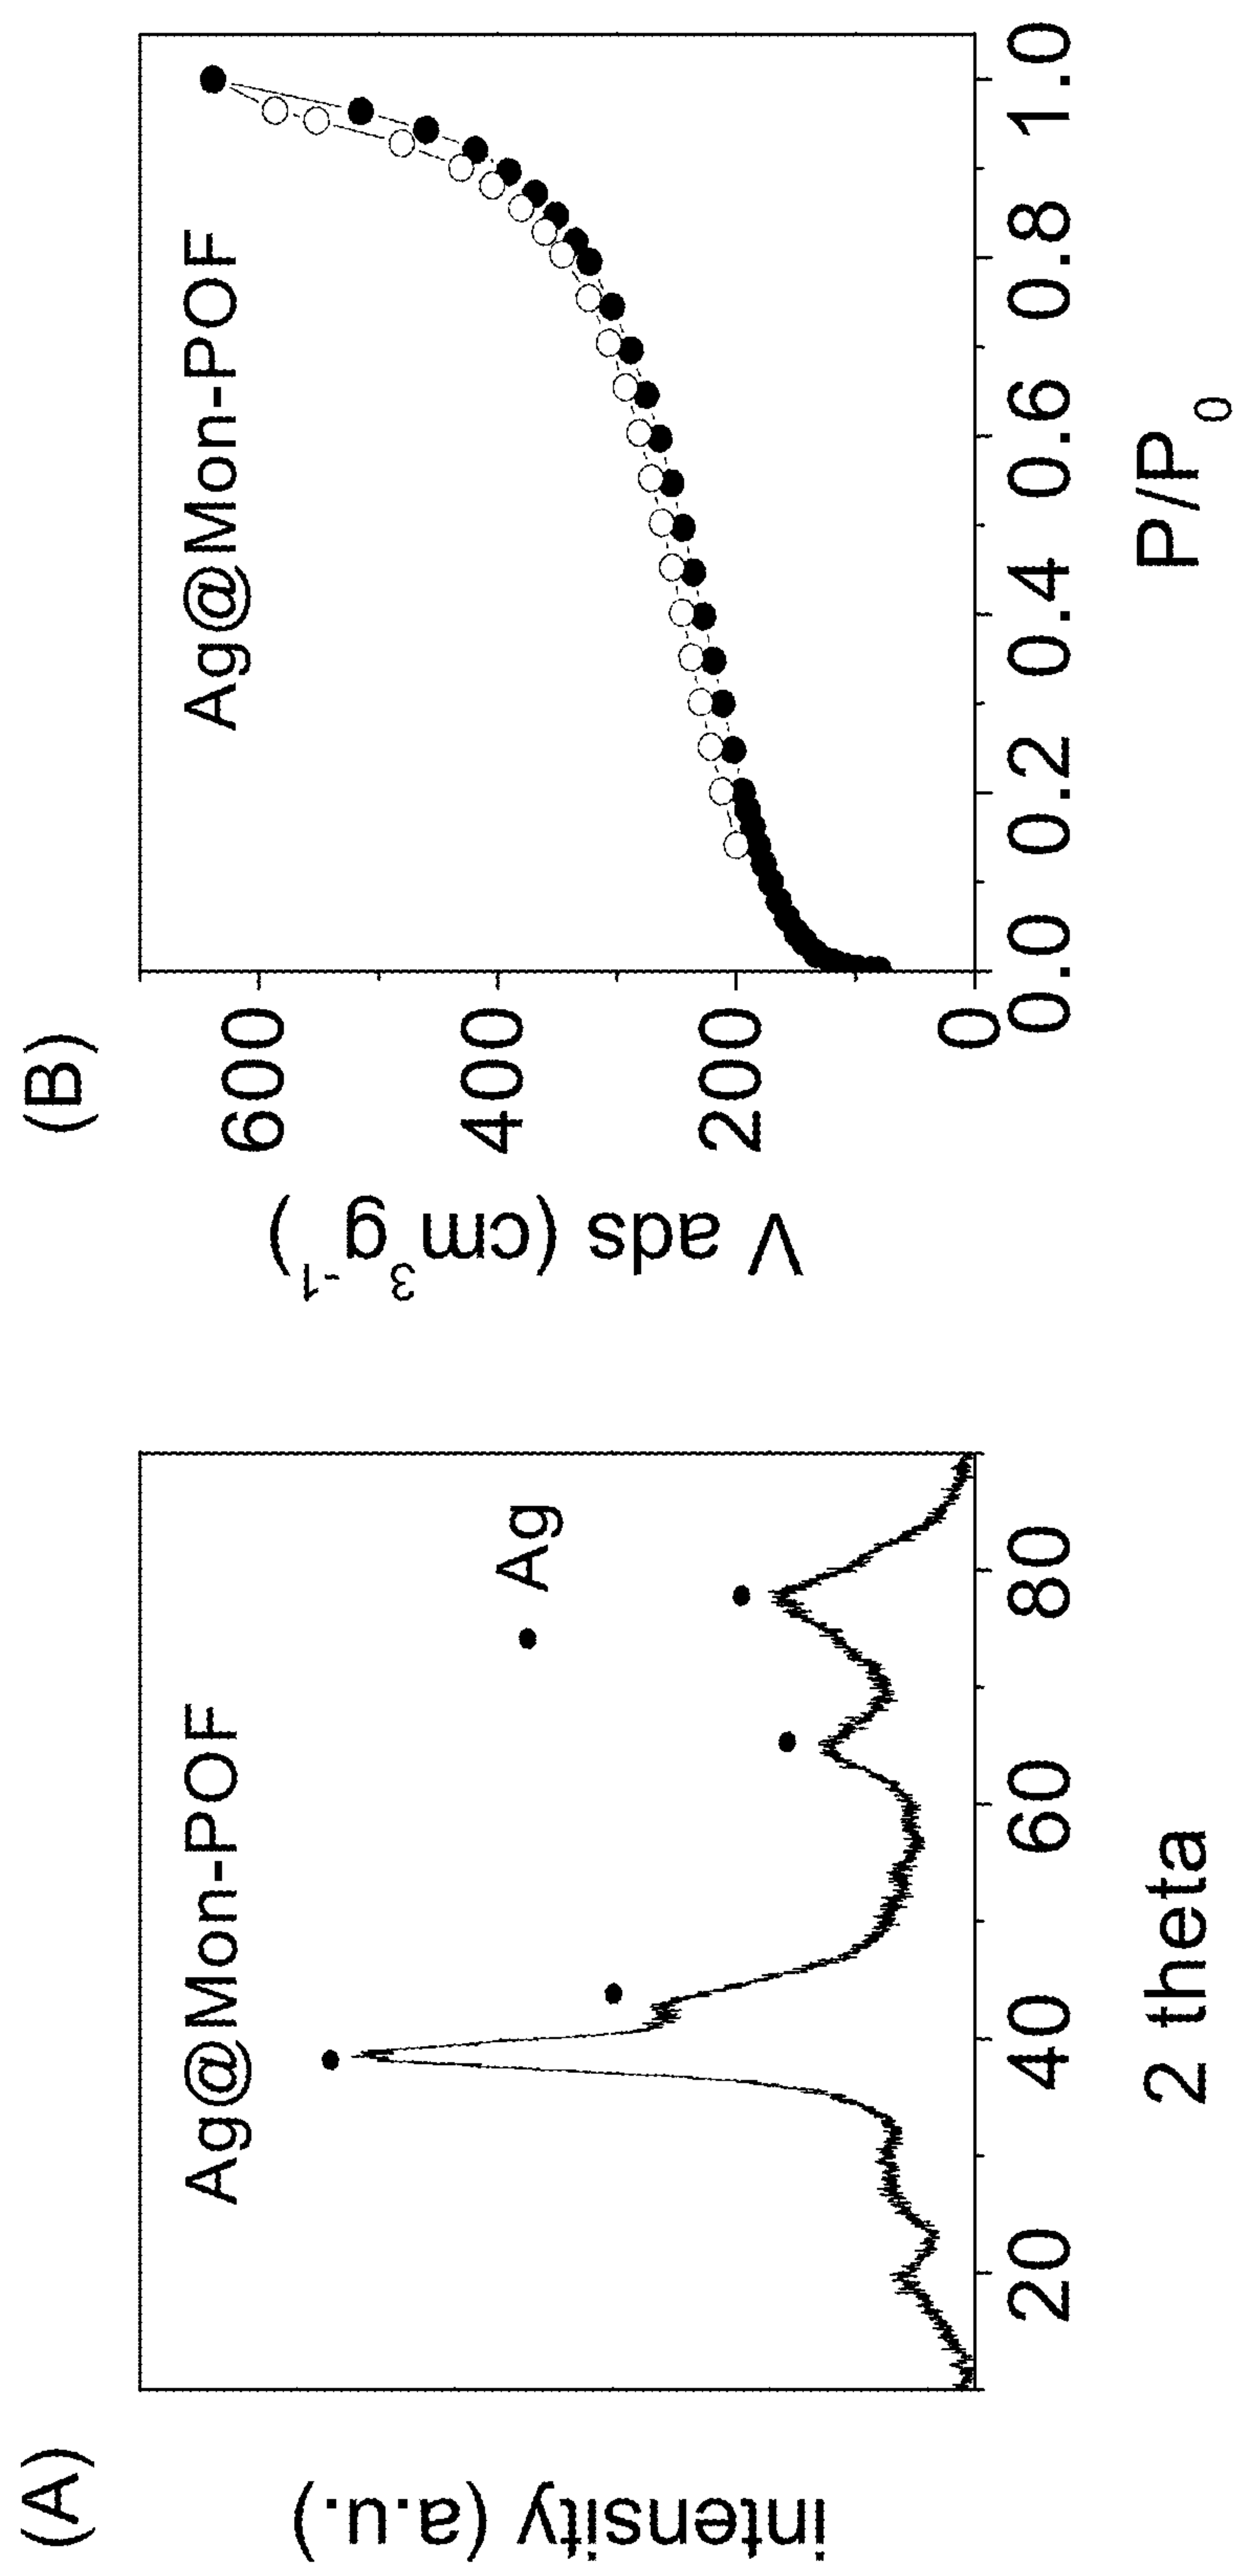 (A)
Ag@Mon-POF
Ag
intensity (a.u.)
20 40 60 80
2 theta
(B)
Ag@Mon-POF
V ads (cm³g⁻¹)
600
400
200
0
0.0 0.2 0.4 0.6 0.8 1.0
P/P₀